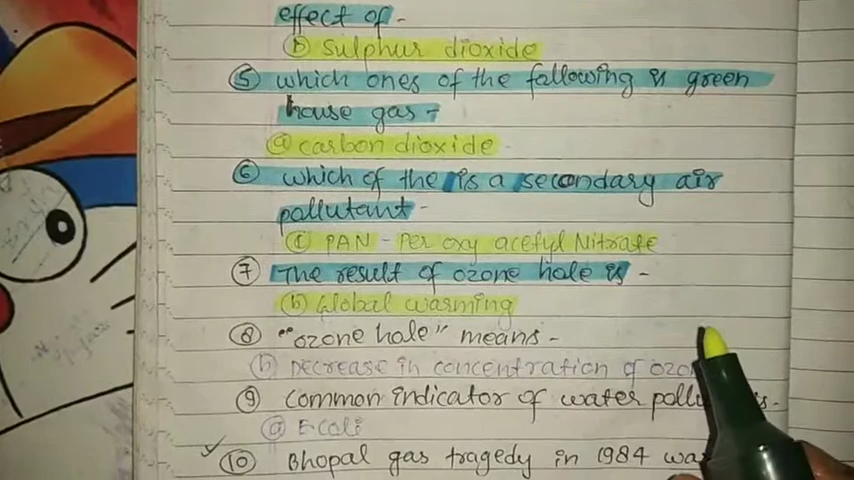 effect of -
(b) sulphur dioxide
(5) which ones of the following is green
house gas -
(a) carbon dioxide
(6) which of the is a secondary air
pollutant -
(c) PAN - Per oxy acetyl Nitrate
(7) The result of ozone hole is -
(b) Global warming
(8) "ozone hole" means -
(b) Decrease in concentration of
(9) common indicator of water
(a) E-coli
(10) Bhopal gas tragedy in 1984